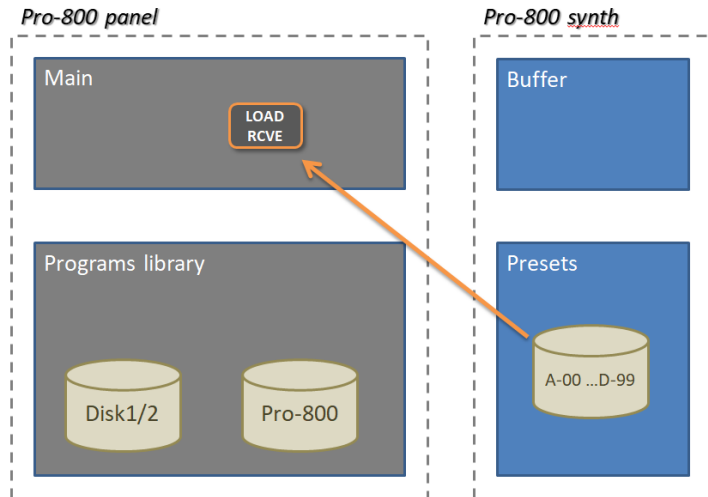 Pro-800 panel
Pro-800 synth
Main
LOAD
RCVE
Buffer
Programs library
Disk1/2
Pro-800
Presets
A-00 ...D-99